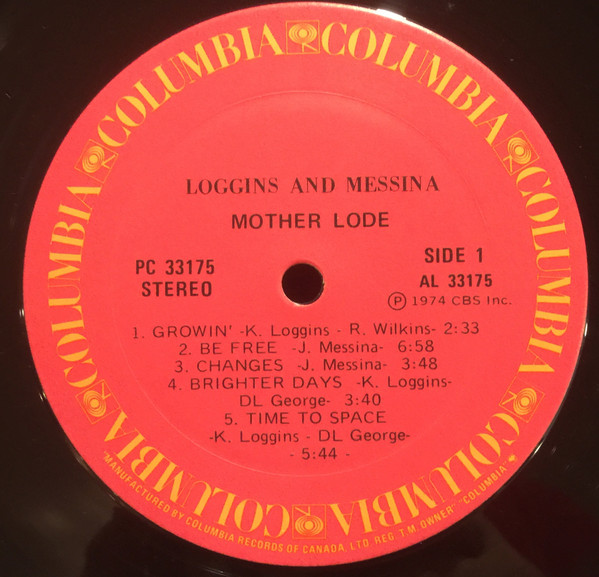 COLUMBIA COLUMBIA COLUMBIA COLUMBIA COLUMBIA COLUMBIA COLUMBIA
LOGGINS AND MESSINA
MOTHER LODE
PC 33175
STEREO
SIDE 1
AL 33175
Ⓟ 1974 CBS Inc.
1. GROWIN' -K. Loggins - R. Wilkins- 2:33
2. BE FREE -J. Messina- 6:58
3. CHANGES -J. Messina- 3:48
4. BRIGHTER DAYS -K. Loggins-
DL George- 3:40
5. TIME TO SPACE
-K. Loggins - DL George-
- 5:44 -
"MANUFACTURED BY COLUMBIA RECORDS OF CANADA, LTD. REG. T.M. OWNER" "COLUMBIA"